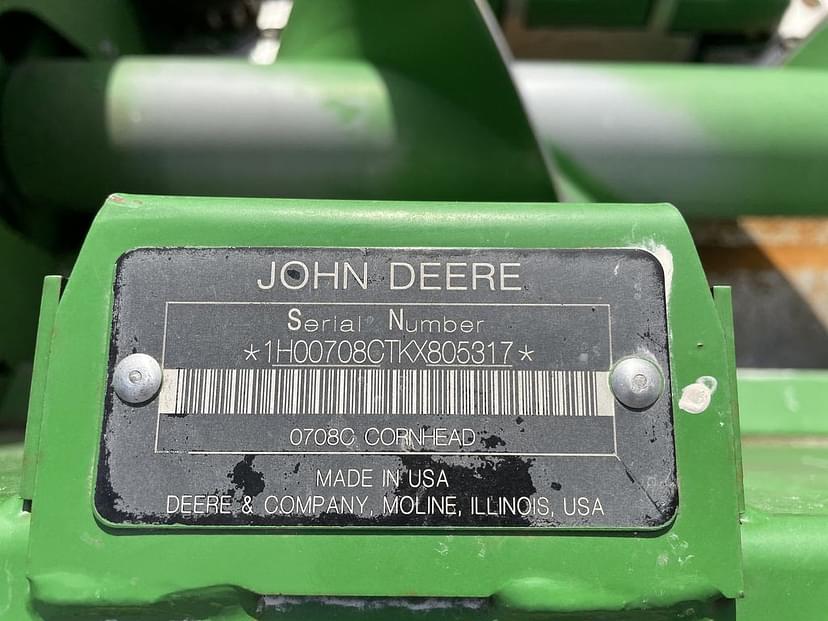 JOHN DEERE
Serial Number
*1H00708CTKX805317*
0708C CORNHEAD
MADE IN USA
DEERE & COMPANY, MOLINE, ILLINOIS, USA